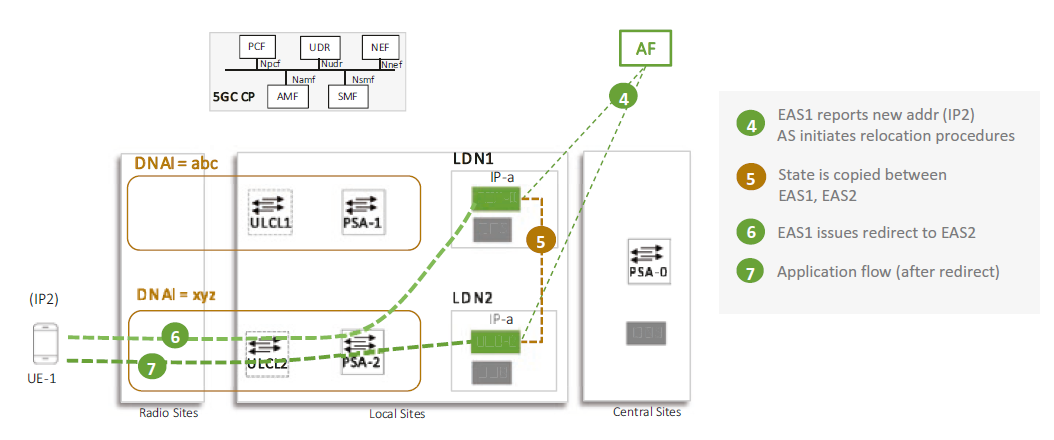 PCF
UDR
NEF
Npcf
Nudr
Nnef
Namf
Nsmf
5GC CP
AMF
SMF
AF
4
4
EAS1 reports new addr (IP2)
AS initiates relocation procedures
5
State is copied between
EAS1, EAS2
6
EAS1 issues redirect to EAS2
7
Application flow (after redirect)
DNAI = abc
LDN1
IP-a
ULCL1
PSA-1
5
PSA-0
DNAI = xyz
LDN2
(IP2)
IP-a
6
7
ULCL2
PSA-2
UE-1
Radio Sites
Local Sites
Central Sites